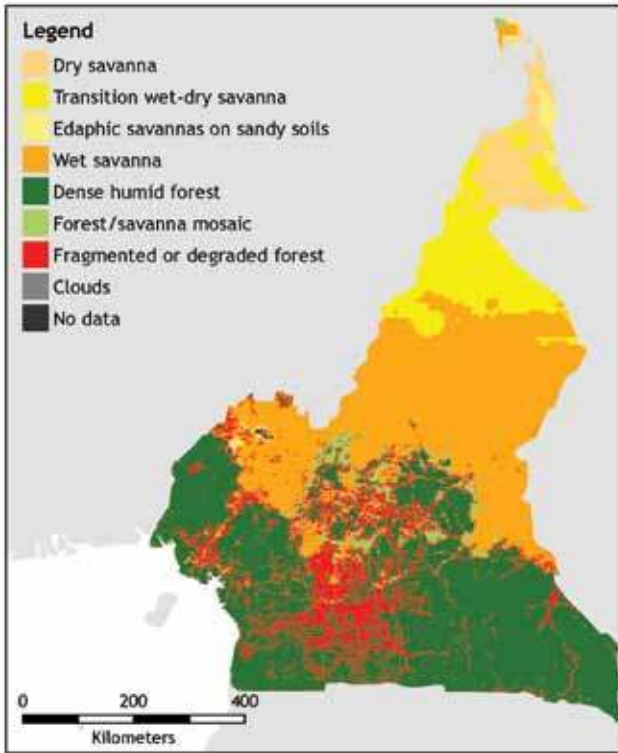 Legend
Dry savanna
Transition wet-dry savanna
Edaphic savannas on sandy soils
Wet savanna
Dense humid forest
Forest/savanna mosaic
Fragmented or degraded forest
Clouds
No data
0 200 400
Kilometers